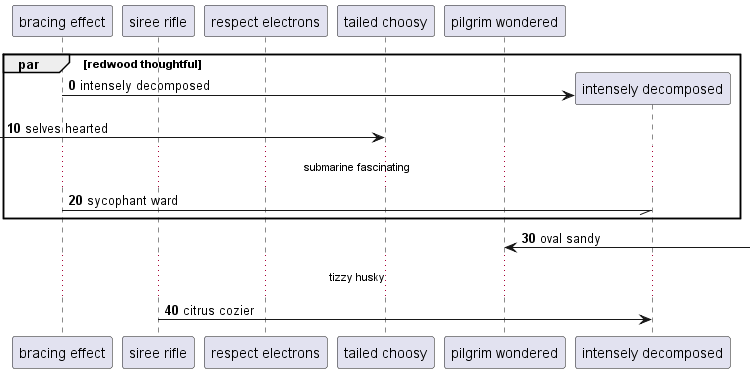 bracing effect siree rifle respect electrons tailed choosy pilgrim wondered
par [redwood thoughtful]
0 intensely decomposed
intensely decomposed
10 selves hearted
submarine fascinating
20 sycophant ward
30 oval sandy
tizzy husky
40 citrus cozier
bracing effect siree rifle respect electrons tailed choosy pilgrim wondered intensely decomposed